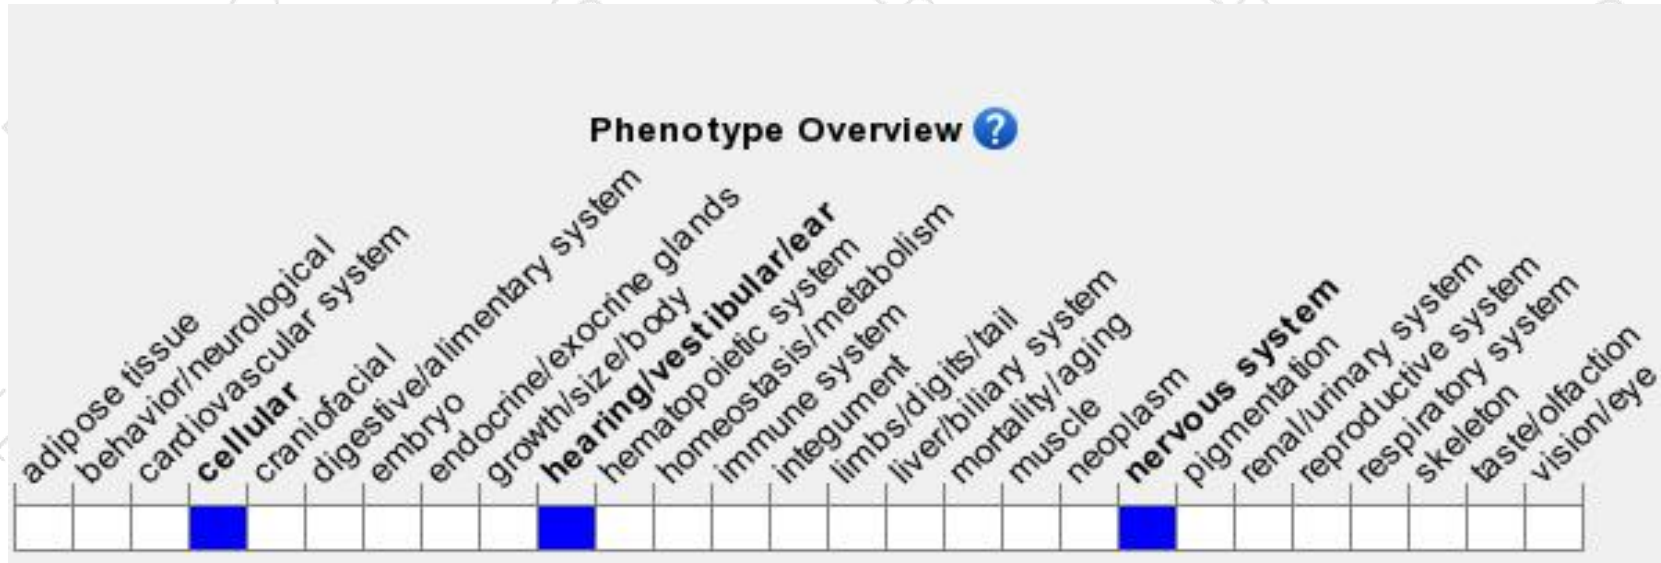 Phenotype Overview ?
adipose tissue
behavior/neurological
cardiovascular system
cellular
craniofacial
digestive/alimentary system
embryo
endocrine/exocrine glands
growth/size/body
hearing/vestibular/ear
hematopoietic system
homeostasis/metabolism
immune system
integument
limbs/digits/tail
liver/biliary system
mortality/aging
muscle
neoplasm
nervous system
pigmentation
renal/urinary system
reproductive system
respiratory system
skeleton
taste/olfaction
vision/eye